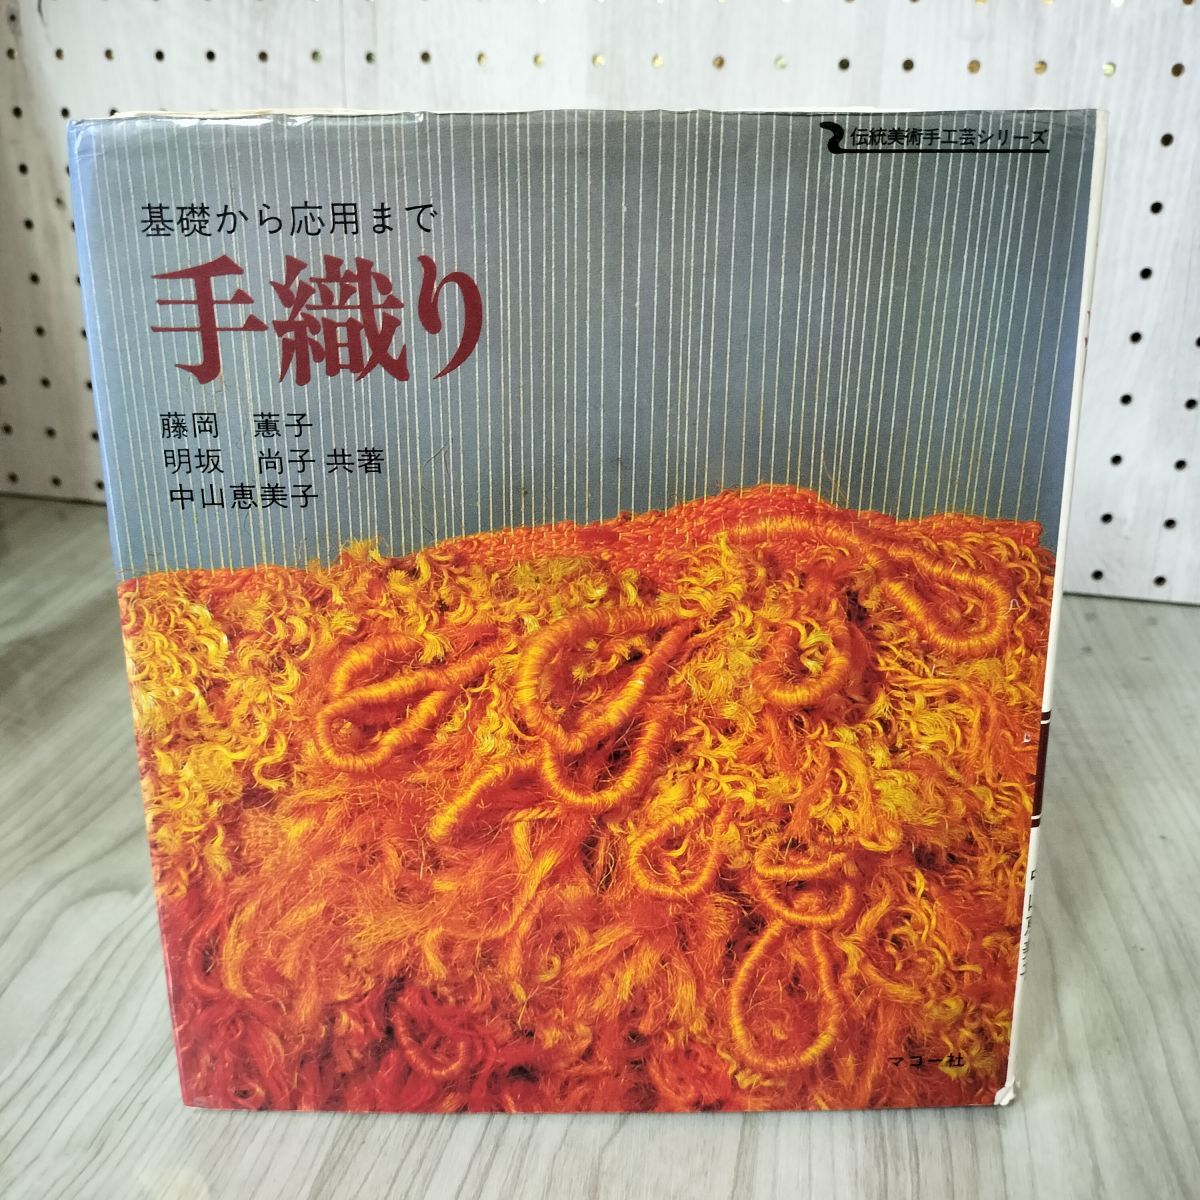 伝統美術手工芸シリーズ
基礎から応用まで
手織り
藤岡 蕙子
明坂 尚子 共著
中山恵美子
マコー社